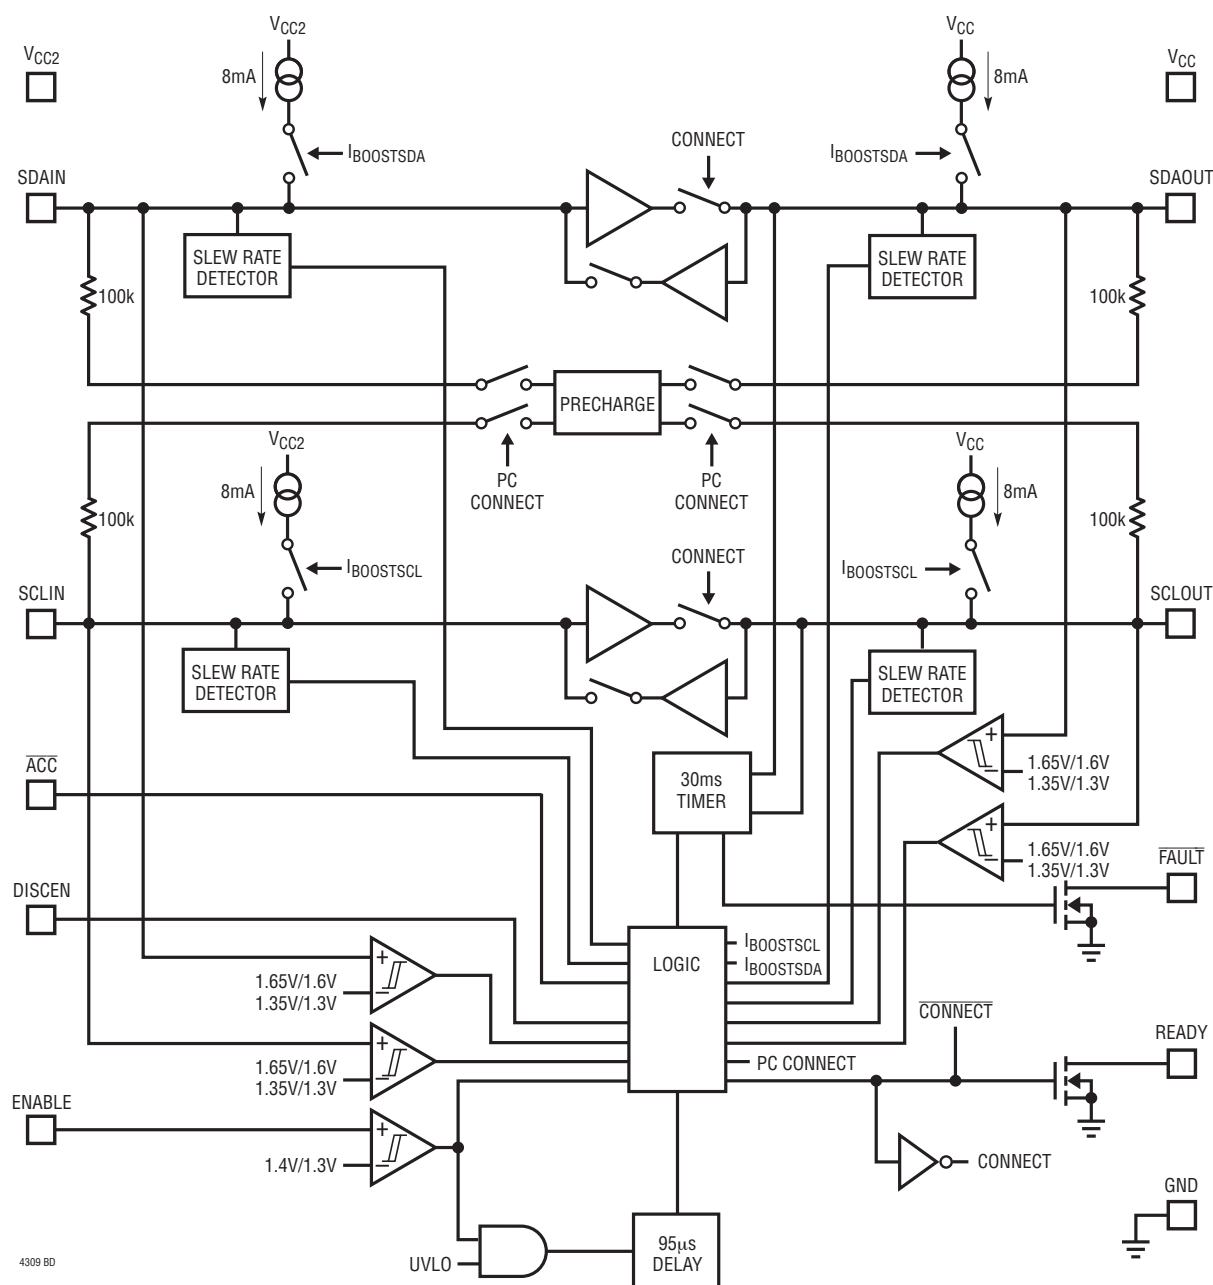 VCC2
VCC
VCC2
VCC
8mA
8mA
CONNECT
IBOOSTSDA
IBOOSTSDA
SDAIN
SDAOUT
SLEW RATE
DETECTOR
SLEW RATE
DETECTOR
100k
100k
PRECHARGE
VCC2
VCC
PC
CONNECT
PC
CONNECT
8mA
8mA
100k
100k
CONNECT
IBOOSTSCL
IBOOSTSCL
SCLIN
SCLOUT
SLEW RATE
DETECTOR
SLEW RATE
DETECTOR
+
–
1.65V/1.6V
1.35V/1.3V
ACC
30ms
TIMER
+
–
1.65V/1.6V
1.35V/1.3V
FAULT
DISCEN
LOGIC
IBOOSTSCL
IBOOSTSDA
+
–
1.65V/1.6V
1.35V/1.3V
CONNECT
READY
+
–
1.65V/1.6V
1.35V/1.3V
PC CONNECT
ENABLE
+
–
1.4V/1.3V
CONNECT
GND
UVLO
95µs
DELAY
4309 BD